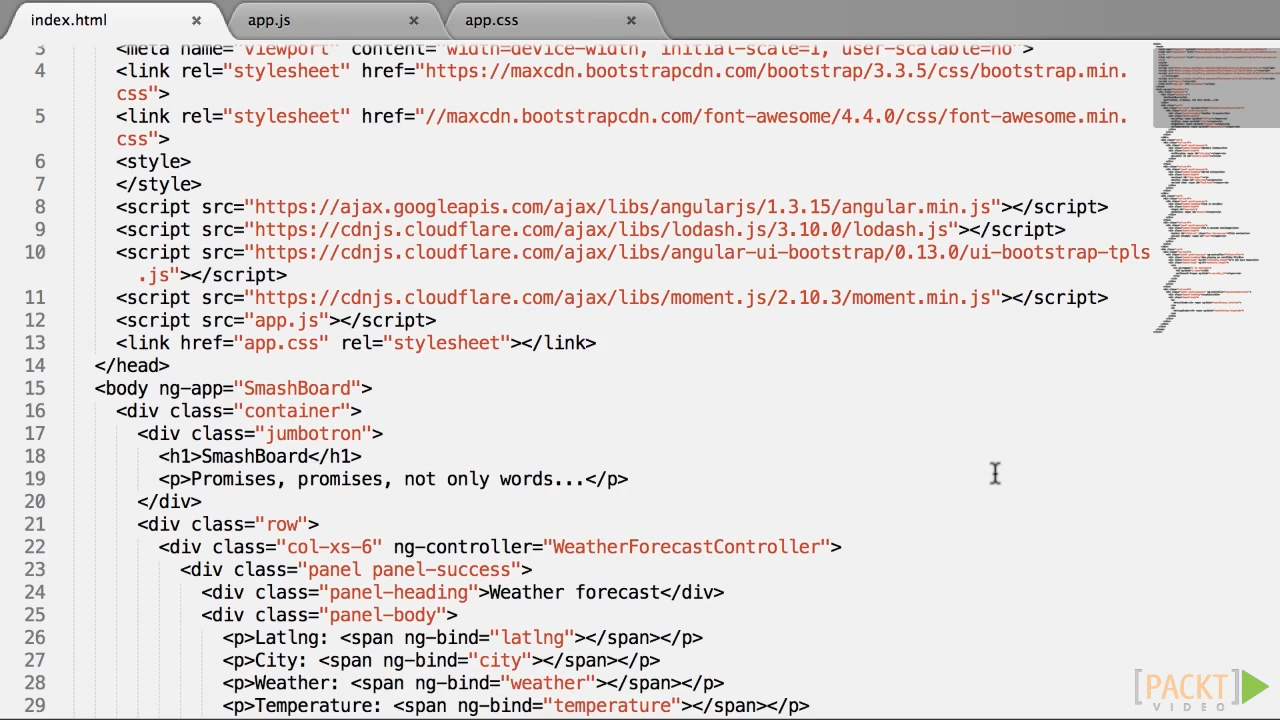 index.html × app.js × app.css ×
3 <meta name="viewport" content="width=device-width, initial-scale=1, user-scalable=no">
4 <link rel="stylesheet" href="https://maxcdn.bootstrapcdn.com/bootstrap/3. bootstrap.min.
css">
5 <link rel="stylesheet" href="//maxcdn.bootstrapcdn.com/font-awesome/4.4.0/css/font-awesome.min.
css">
6 <style>
7 </style>
8 <script src="https://ajax.googleapis.com/ajax/libs/angularjs/1.3.15/angular.min.js"></script>
9 <script src="https://cdnjs.cloudflare.com/ajax/libs/lodash.js/3.10.0/lodash.js"></script>
10 <script src="https://cdnjs.cloudflare.com/ajax/libs/angular-ui-bootstrap/0.13.0/ui-bootstrap-tpls
.js"></script>
11 <script src="https://cdnjs.cloudflare.com/ajax/libs/moment.js/2.10.3/moment.min.js"></script>
12 <script src="app.js"></script>
13 <link href="app.css" rel="stylesheet"></link>
14 </head>
15 <body ng-app="SmashBoard">
16 <div class="container">
17 <div class="jumbotron">
18 <h1>SmashBoard</h1>
19 <p>Promises, promises, not only words...</p>
20 </div>
21 <div class="row">
22 <div class="col-xs-6" ng-controller="WeatherForecastController">
23 <div class="panel panel-success">
24 <div class="panel-heading">Weather forecast</div>
25 <div class="panel-body">
26 <p>Latlng: <span ng-bind="latlng"></span></p>
27 <p>City: <span ng-bind="city"></span></p>
28 <p>Weather: <span ng-bind="weather"></span></p>
29 <p>Temperature: <span ng-bind="temperature"></span></p>
[PACKT]
VIDEO